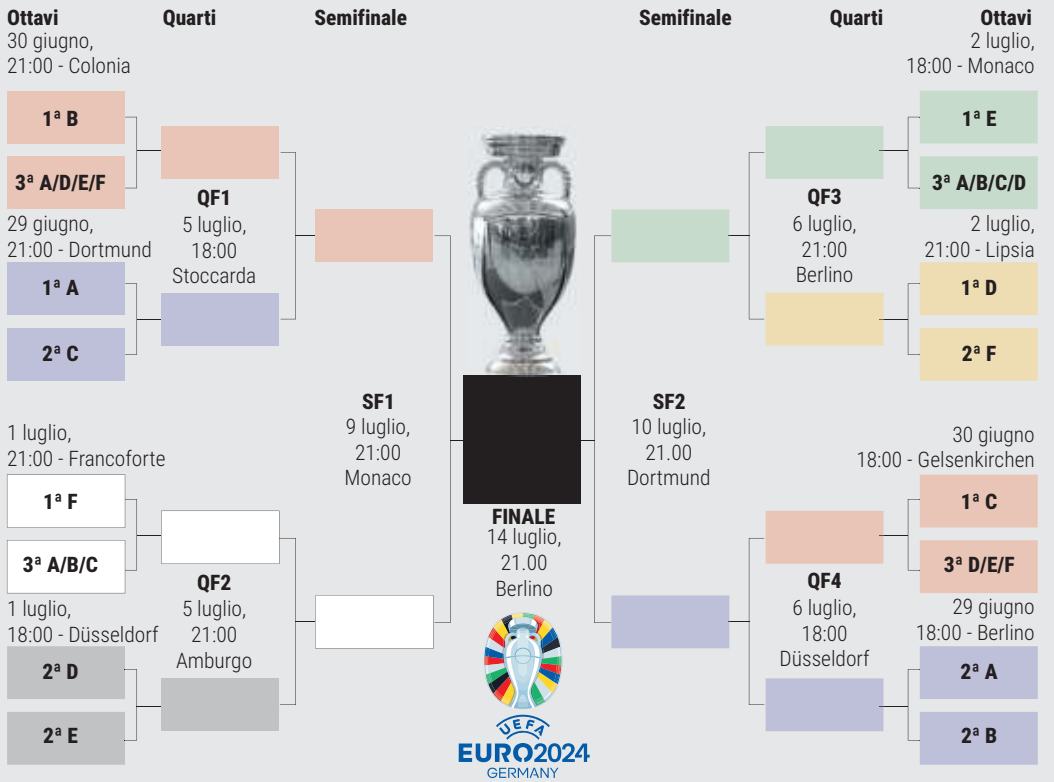 Ottavi
Quarti
Semifinale
Semifinale
Quarti
Ottavi
30 giugno,
21:00 - Colonia
1ª B
3ª A/D/E/F
29 giugno,
21:00 - Dortmund
1ª A
2ª C
QF1
5 luglio,
18:00
Stoccarda
1 luglio,
21:00 - Francoforte
1ª F
3ª A/B/C
1 luglio,
18:00 - Düsseldorf
2ª D
2ª E
QF2
5 luglio,
21:00
Amburgo
SF1
9 luglio,
21:00
Monaco
FINALE
14 luglio,
21.00
Berlino
UEFA
EURO2024
GERMANY
SF2
10 luglio,
21.00
Dortmund
QF3
6 luglio,
21:00
Berlino
2 luglio,
18:00 - Monaco
1ª E
3ª A/B/C/D
2 luglio,
21:00 - Lipsia
1ª D
2ª F
QF4
6 luglio,
18:00
Düsseldorf
30 giugno
18:00 - Gelsenkirchen
1ª C
3ª D/E/F
29 giugno
18:00 - Berlino
2ª A
2ª B